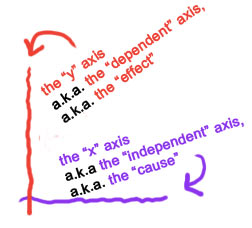 the "y" axis
a.k.a. the "dependent" axis,
a.k.a. the "effect"
the "x" axis
a.k.a the "independent" axis,
a.k.a. the "cause"